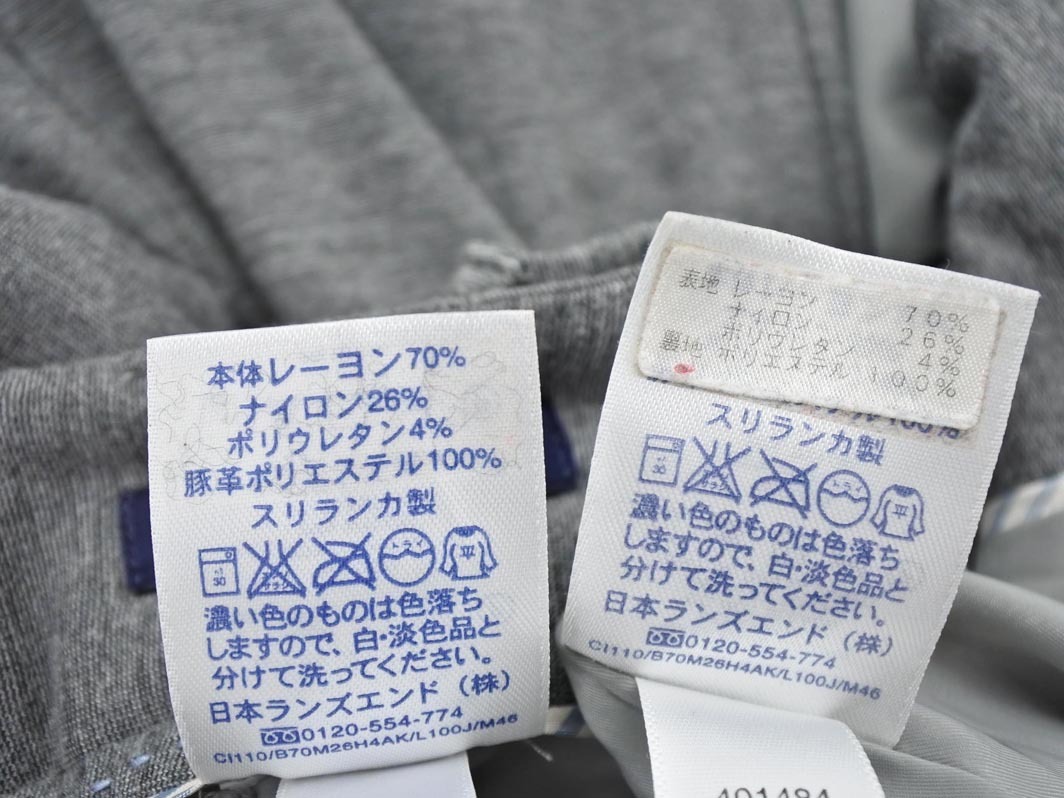 本体レーヨン70%
ナイロン26%
ポリウレタン4%
豚革ポリエステル100%
スリランカ製
30
ドライ
平
濃い色のものは色落ち
しますので、白・淡色品と
分けて洗ってください。
日本ランズエンド（株）
0120-554-774
CI110/B70M26H4AK/L100J/M46
表地 レーヨン 70%
ナイロン 26%
ポリウレタン 4%
裏地 ポリエステル 100%
スリランカ製
30
平
濃い色のものは色落ち
しますので、白・淡色品と
分けて洗ってください。
日本ランズエンド（株）
0120-554-774
CI110/B70M26H4AK/L100J/M46
491484